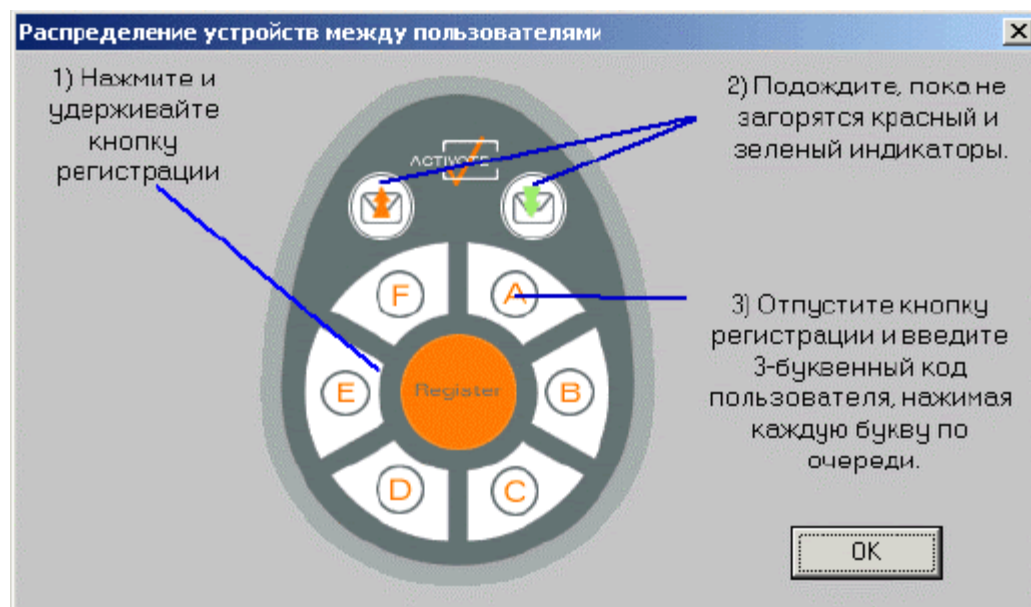 Распределение устройств между пользователями
1) Нажмите и
удерживайте
кнопку
регистрации
2) Подождите, пока не
загорятся красный и
зеленый индикаторы.
ACTIVOTE
F
A
E
Register
B
D
C
3) Отпустите кнопку
регистрации и введите
3-буквенный код
пользователя, нажимая
каждую букву по
очереди.
OK